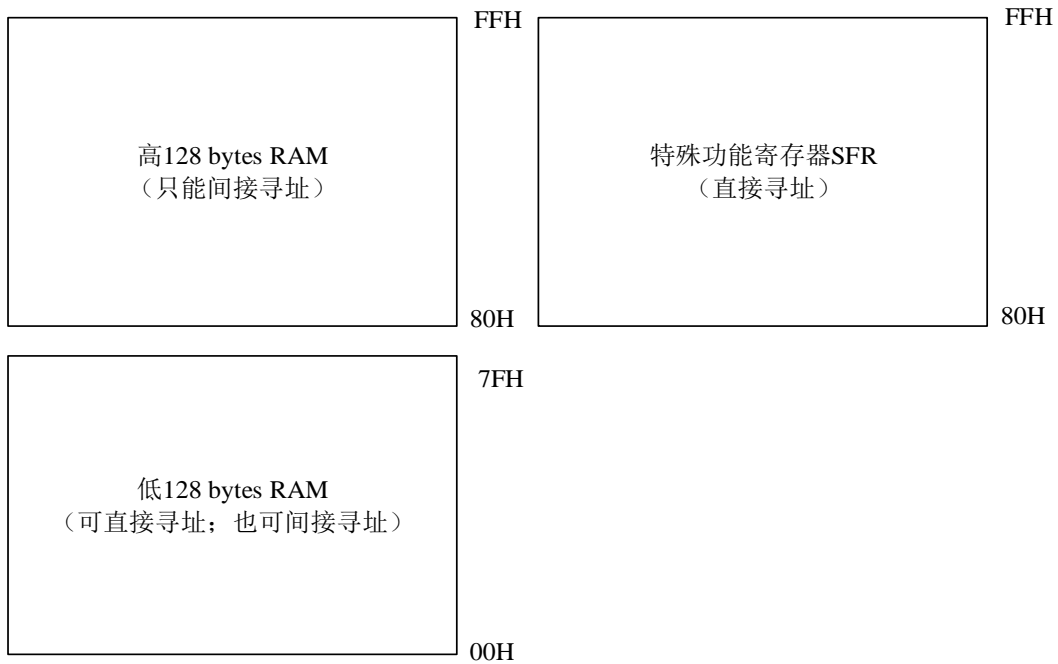 FFH
高128 bytes RAM
（只能间接寻址）
80H
FFH
特殊功能寄存器SFR
（直接寻址）
80H
7FH
低128 bytes RAM
（可直接寻址；也可间接寻址）
00H